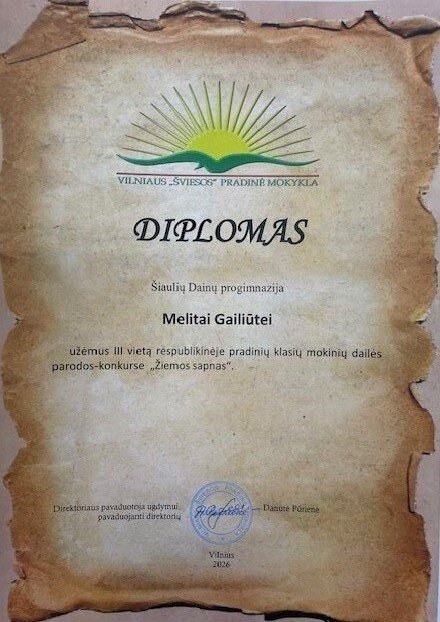 VILNIAUS „ŠVIESOS“ PRADINĖ MOKYKLA
DIPLOMAS
Šiaulių Dainų progimnazija
Melitai Gailiūtei
užėmus III vietą respublikinėje pradinių klasių mokinių dailės
parodos-konkurse „Žiemos sapnas“.
Direktoriaus pavaduotoja ugdymui,
pavaduojanti direktorių
Danutė Pūrienė
Vilnius
2026